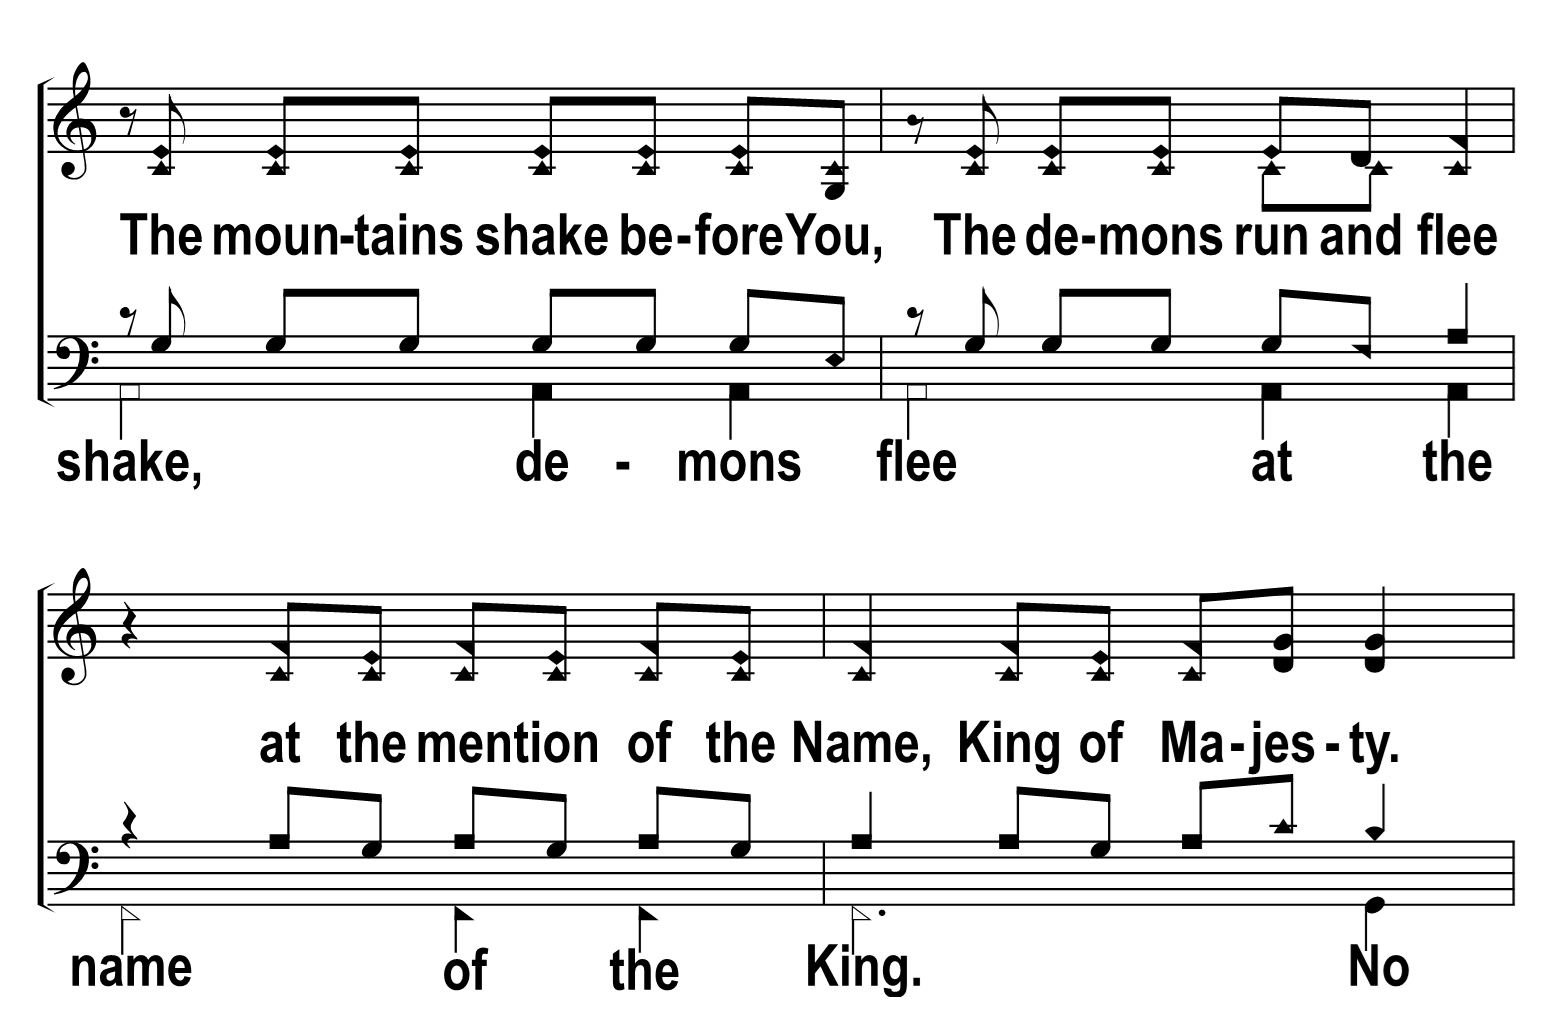 The moun-tains shake be-fore You, The de-mons run and flee
shake, de - mons flee at the
at the mention of the Name, King of Ma-jes-ty.
name of the King. No